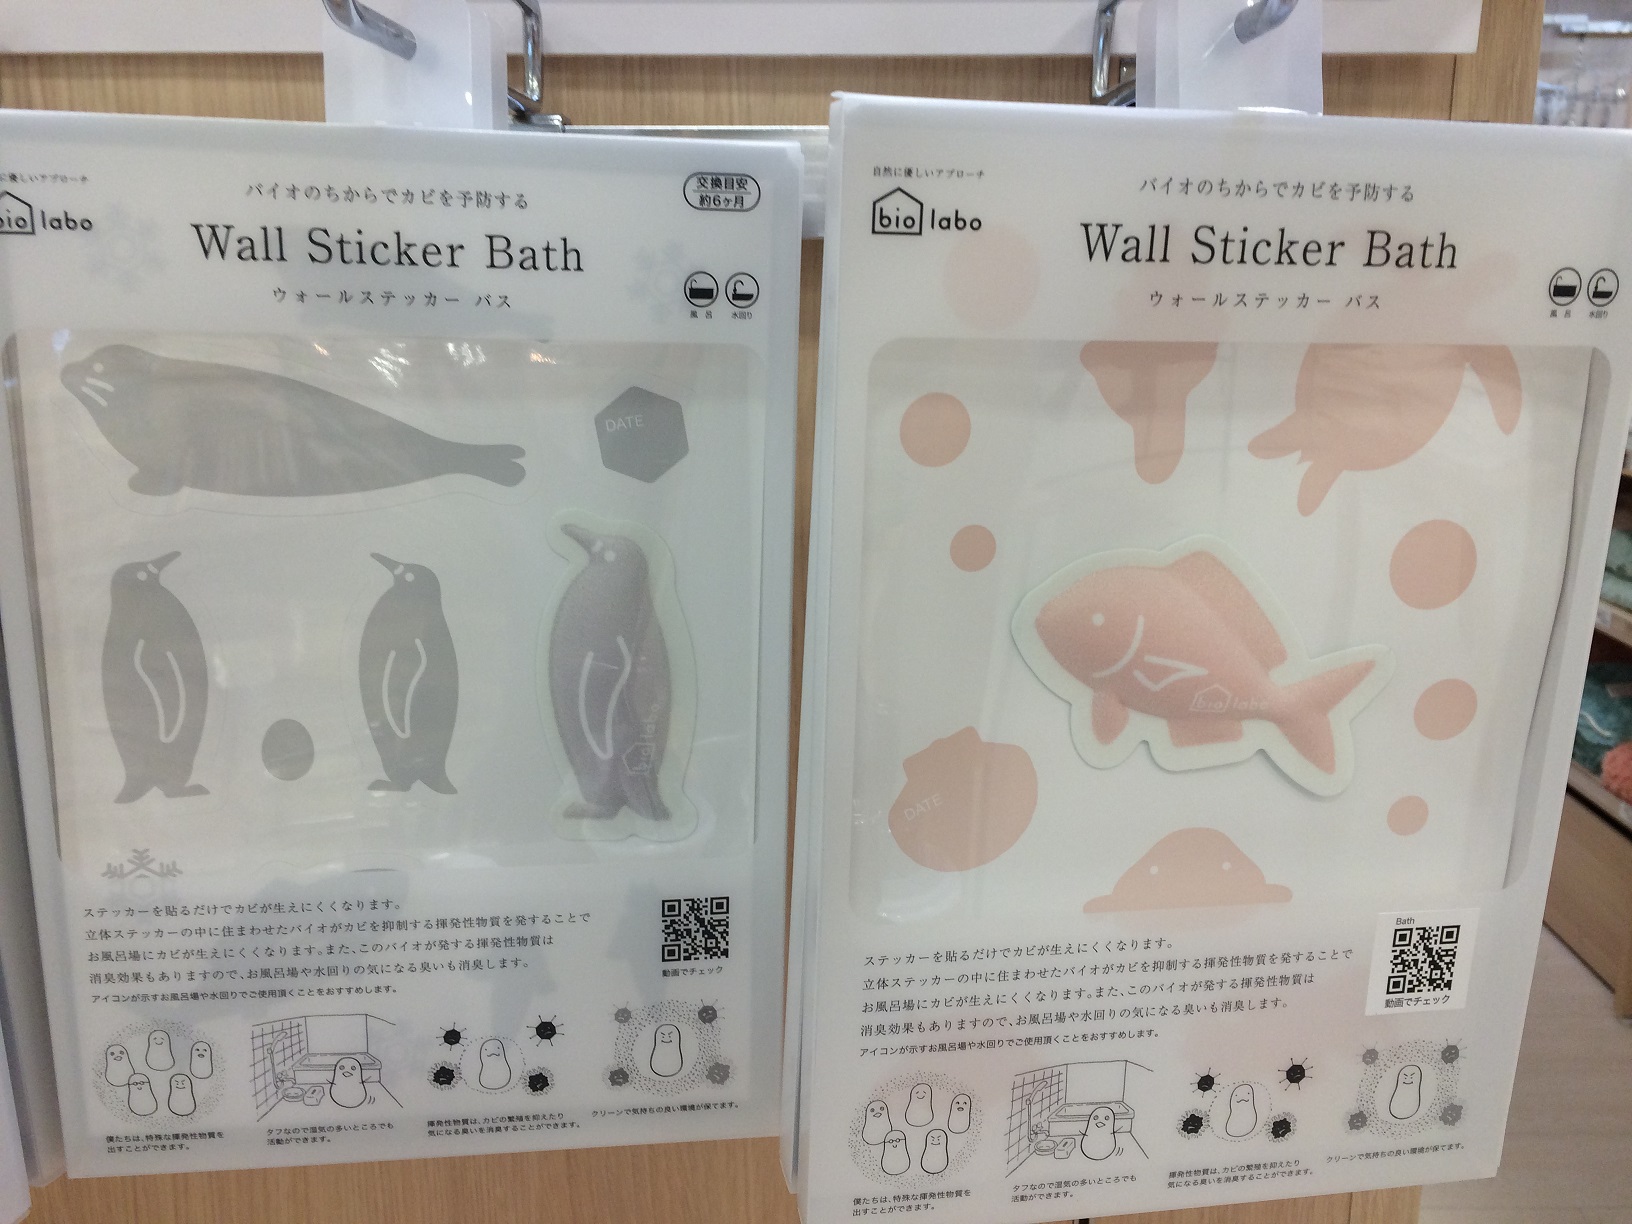 に優しいアプローチ
bio labo
バイオのちからでカビを予防する
Wall Sticker Bath
ウォールステッカー バス
交換目安
約6ヶ月
風呂
水回り
DATE
bio labo
ステッカーを貼るだけでカビが生えにくくなります。
立体ステッカーの中に住まわせたバイオがカビを抑制する揮発性物質を発することで
お風呂場にカビが生えにくくなります。また、このバイオが発する揮発性物質は
消臭効果もありますので、お風呂場や水回りの気になる臭いも消臭します。
アイコンが示すお風呂場や水回りでご使用頂くことをおすすめします。
動画でチェック
僕たちは、特殊な揮発性物質を
出すことができます。
タフなので湿気の多いところでも
活動ができます。
揮発性物質は、カビの繁殖を抑えたり
気になる臭いを消臭することができます。
クリーンで気持ちの良い環境が保てます。
自然に優しいアプローチ
bio labo
バイオのちからでカビを予防する
Wall Sticker Bath
ウォールステッカー バス
風呂
水回り
bio labo
DATE
ステッカーを貼るだけでカビが生えにくくなります。
立体ステッカーの中に住まわせたバイオがカビを抑制する揮発性物質を発することで
お風呂場にカビが生えにくくなります。また、このバイオが発する揮発性物質は
消臭効果もありますので、お風呂場や水回りの気になる臭いも消臭します。
アイコンが示すお風呂場や水回りでご使用頂くことをおすすめします。
Bath
動画でチェック
僕たちは、特殊な揮発性物質を
出すことができます。
タフなので湿気の多いところでも
活動ができます。
揮発性物質は、カビの繁殖を抑えたり
気になる臭いを消臭することができます。
クリーンで気持ちの良い環境が保てます。